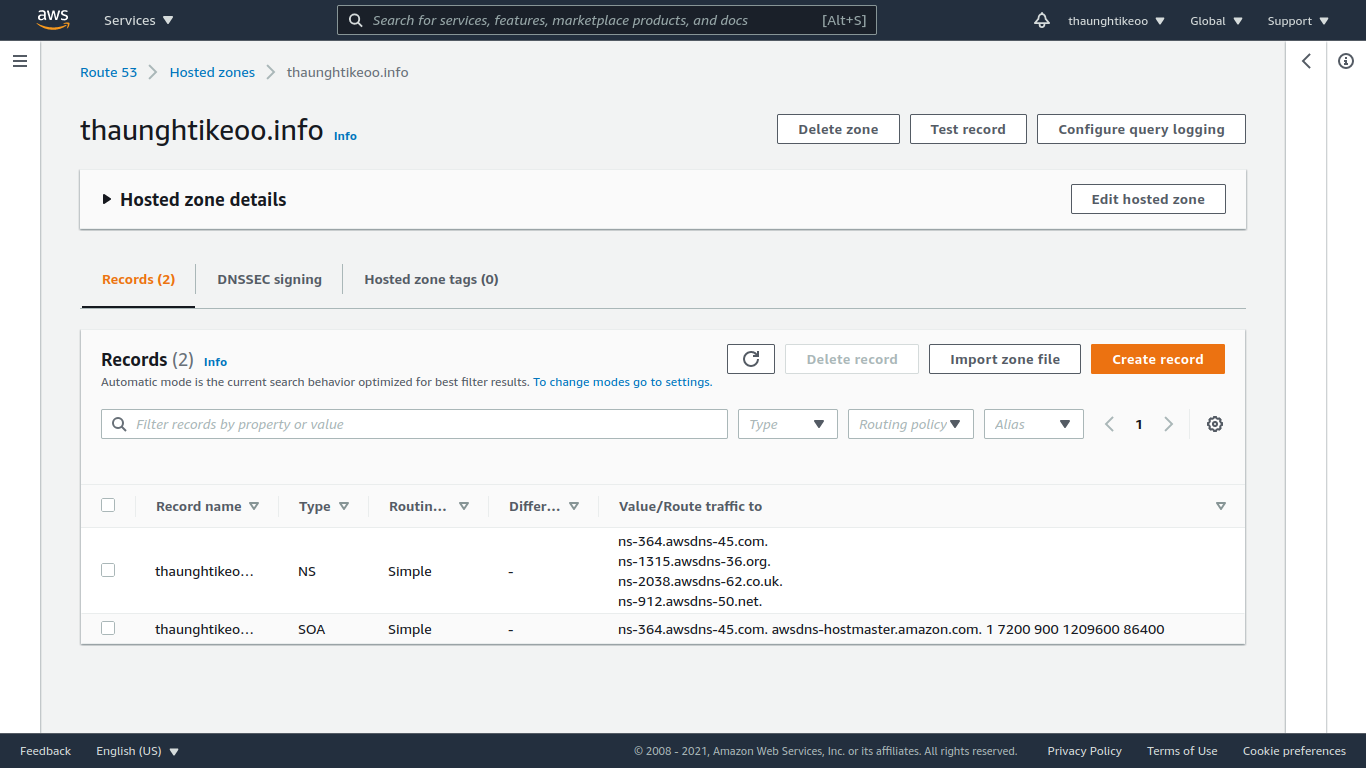 aws Services Search for services, features, marketplace products, and docs [Alt+S] thaunghtikeoo Global Support
Route 53 Hosted zones thaunghtikeoo.info
thaunghtikeoo.info Info Delete zone Test record Configure query logging
Hosted zone details Edit hosted zone
Records (2) DNSSEC signing Hosted zone tags (0)
Records (2) Info Delete record Import zone file Create record
Automatic mode is the current search behavior optimized for best filter results. To change modes go to settings.
Filter records by property or value Type Routing policy Alias 1
Record name Type Routin... Differ... Value/Route traffic to
ns-364.awsdns-45.com.
ns-1315.awsdns-36.org.
thaunghtikeo... NS Simple -
ns-2038.awsdns-62.co.uk.
ns-912.awsdns-50.net.
thaunghtikeo... SOA Simple - ns-364.awsdns-45.com. awsdns-hostmaster.amazon.com. 1 7200 900 1209600 86400
Feedback English (US) © 2008 - 2021, Amazon Web Services, Inc. or its affiliates. All rights reserved. Privacy Policy Terms of Use Cookie preferences